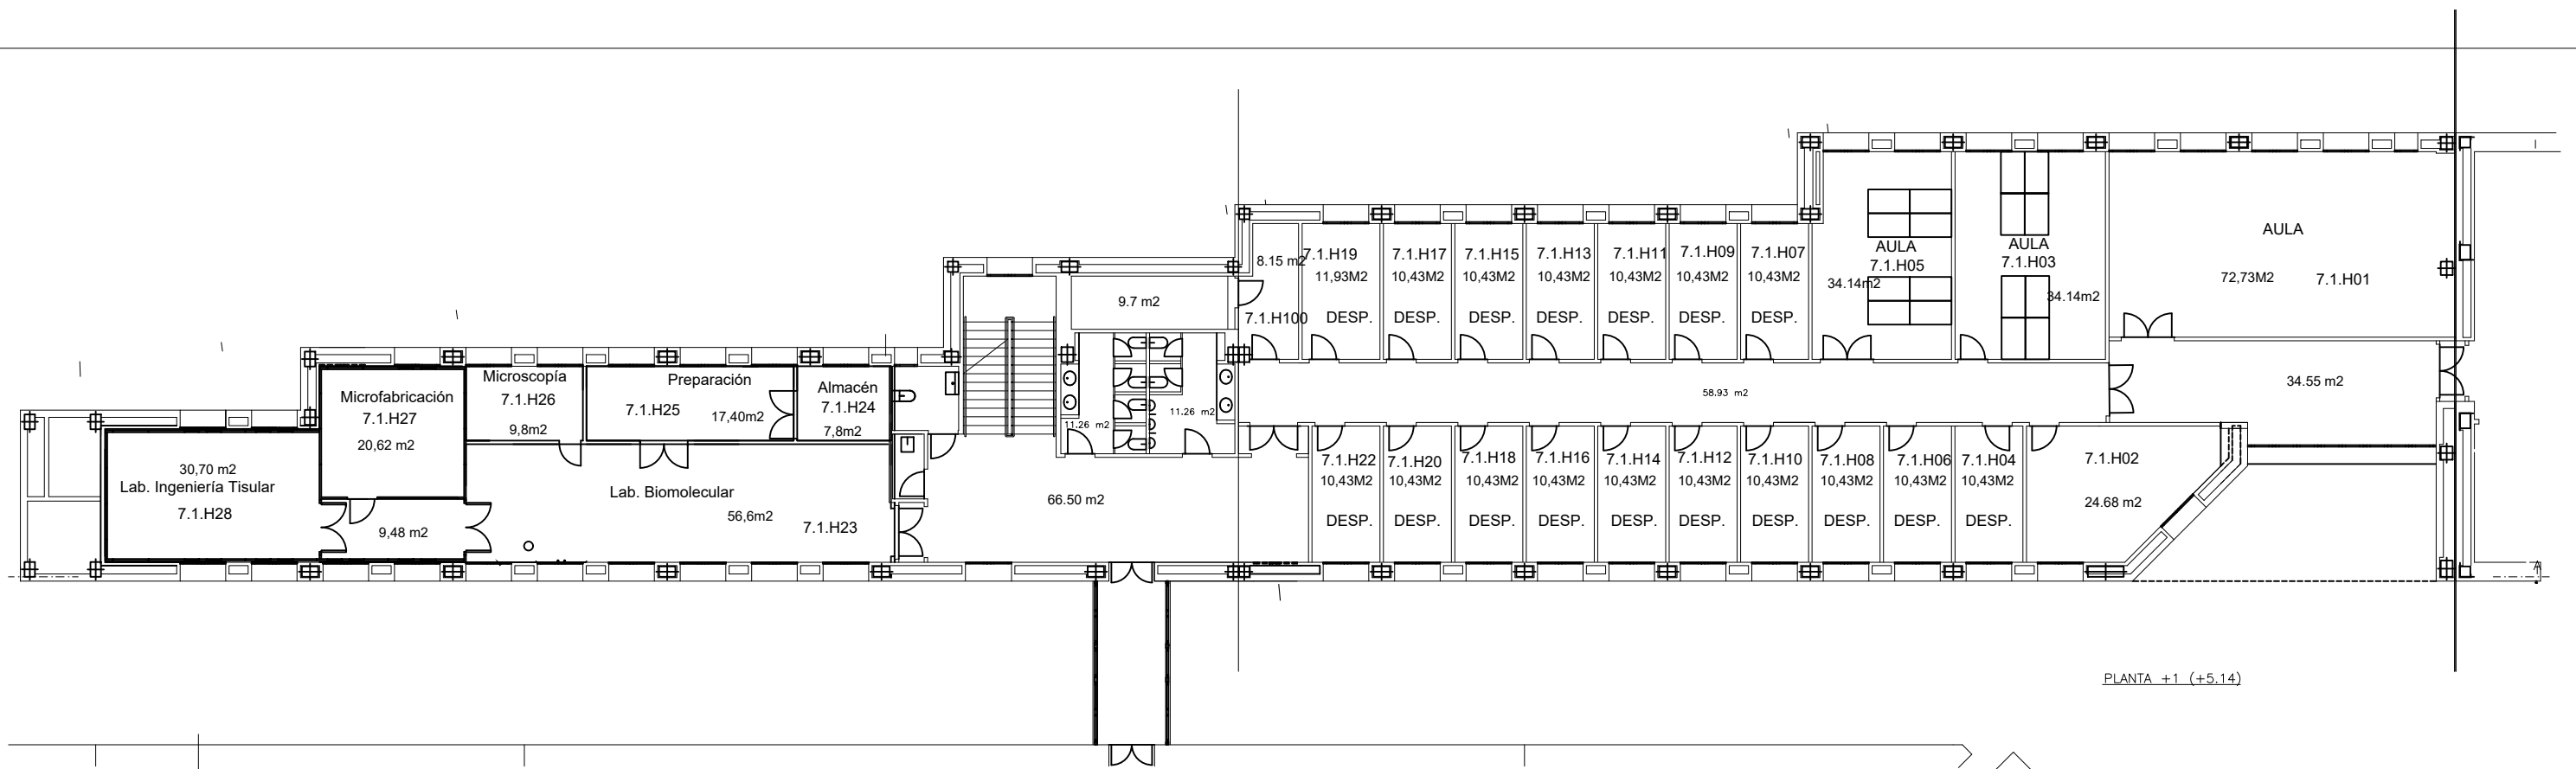 AULA
72,73M2
7.1.H01
AULA
7.1.H03
34.14m2
AULA
7.1.H05
34.14m2
8.15 m2
7.1.H100
7.1.H19
11,93M2
DESP.
7.1.H17
10,43M2
DESP.
7.1.H15
10,43M2
DESP.
7.1.H13
10,43M2
DESP.
7.1.H11
10,43M2
DESP.
7.1.H09
10,43M2
DESP.
7.1.H07
10,43M2
DESP.
9.7 m2
11.26 m2
11.26 m2
58.93 m2
34.55 m2
Microfabricación
7.1.H27
20,62 m2
Microscopía
7.1.H26
9,8m2
Preparación
7.1.H25
17,40m2
Almacén
7.1.H24
7,8m2
30,70 m2
Lab. Ingeniería Tisular
7.1.H28
9,48 m2
Lab. Biomolecular
56,6m2
7.1.H23
66.50 m2
7.1.H22
10,43M2
DESP.
7.1.H20
10,43M2
DESP.
7.1.H18
10,43M2
DESP.
7.1.H16
10,43M2
DESP.
7.1.H14
10,43M2
DESP.
7.1.H12
10,43M2
DESP.
7.1.H10
10,43M2
DESP.
7.1.H08
10,43M2
DESP.
7.1.H06
10,43M2
DESP.
7.1.H04
10,43M2
DESP.
7.1.H02
24.68 m2
PLANTA +1 (+5.14)